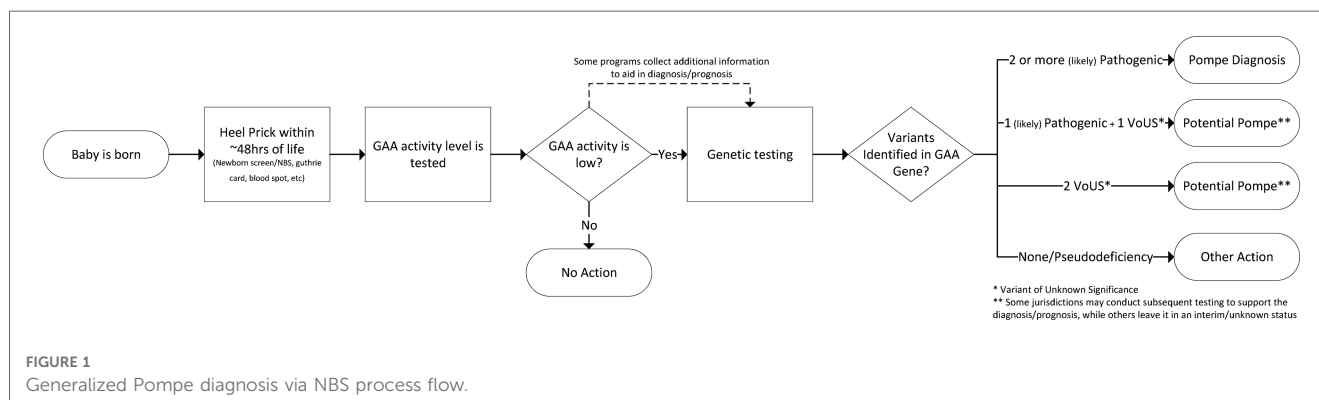 Some programs collect additional information
to aid in diagnosis/prognosis
Baby is born
Heel Prick within
~48hrs of life
(Newborn screen/NBS, guthrie
card, blood spot, etc)
GAA activity level is
tested
GAA activity is
low?
Yes
No
No Action
Genetic testing
Variants
Identified in GAA
Gene?
2 or more (likely) Pathogenic
Pompe Diagnosis
1 (likely) Pathogenic + 1 VoUS*
Potential Pompe**
2 VoUS*
Potential Pompe**
None/Pseudodeficiency
Other Action
* Variant of Unknown Significance
** Some jurisdictions may conduct subsequent testing to support the
diagnosis/prognosis, while others leave it in an interim/unknown status
FIGURE 1
Generalized Pompe diagnosis via NBS process flow.